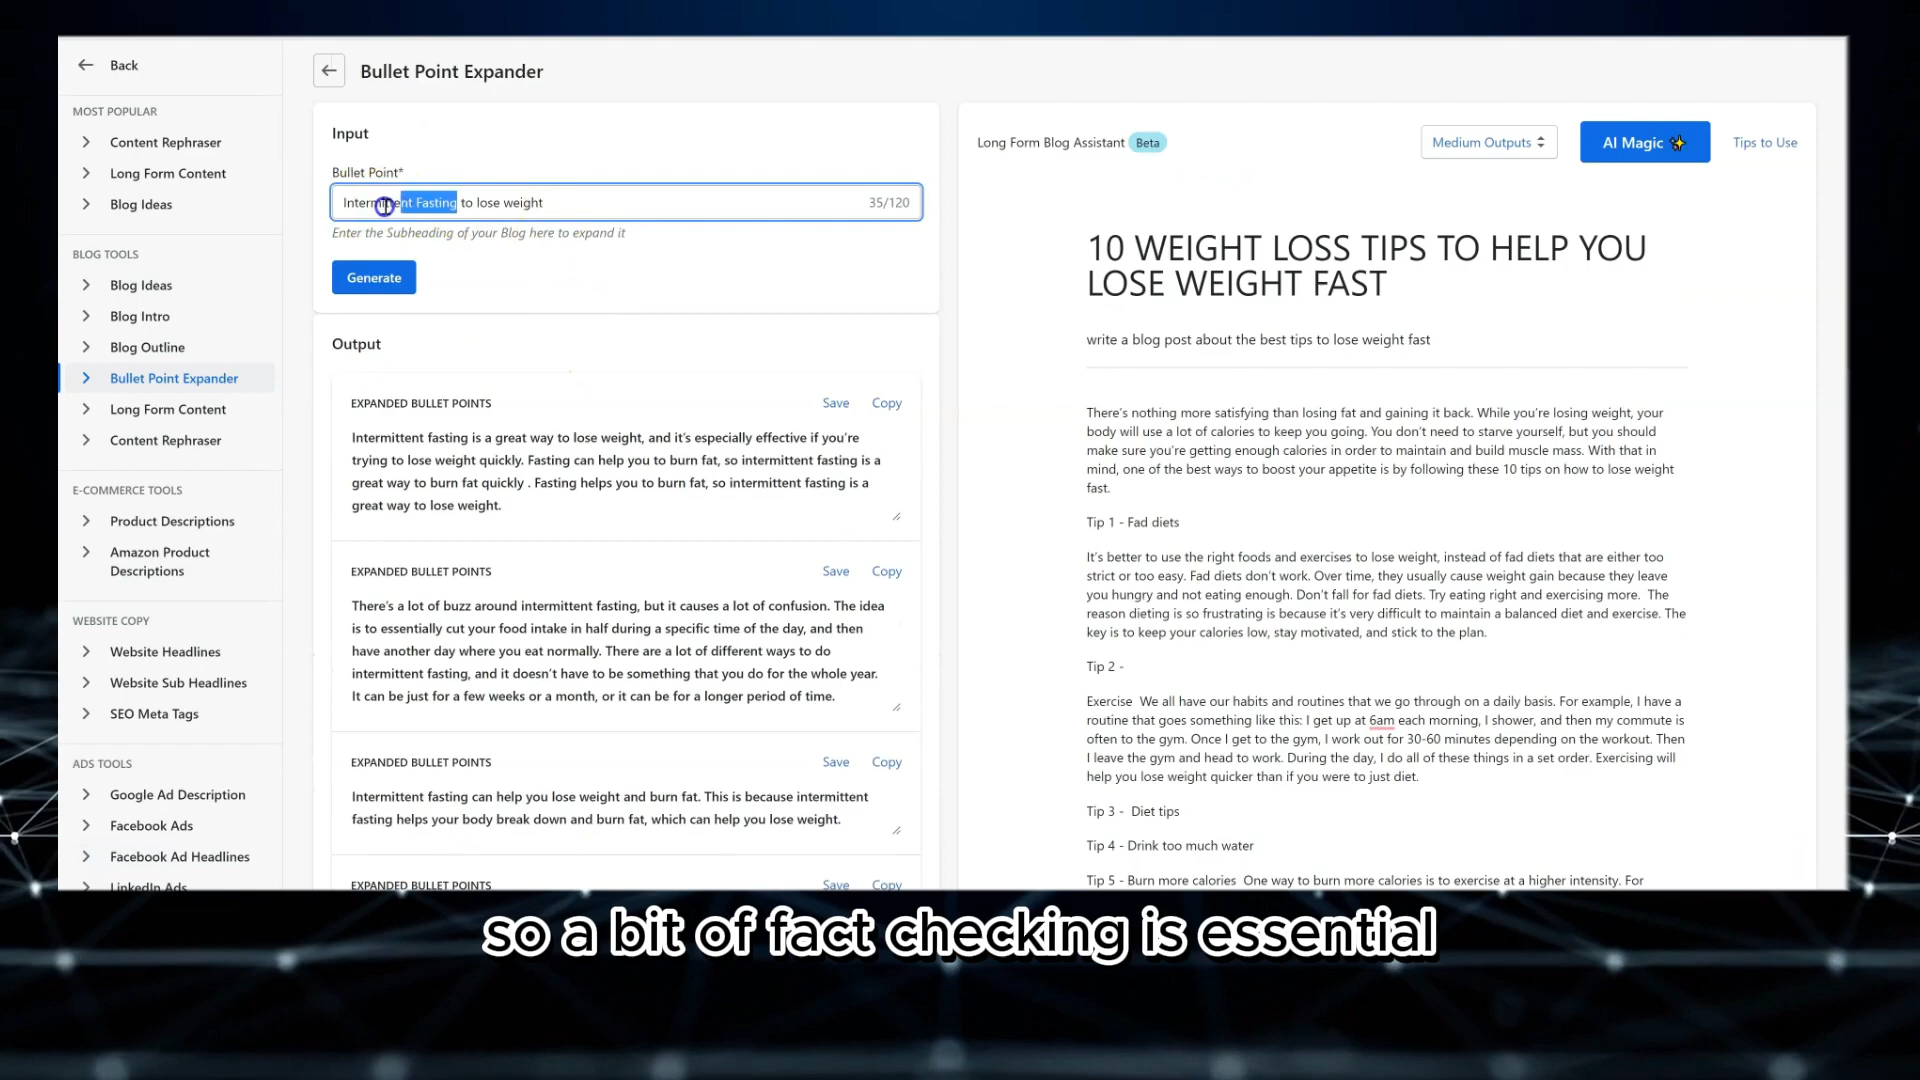 Back
MOST POPULAR
Content Rephraser
Long Form Content
Blog Ideas
BLOG TOOLS
Blog Ideas
Blog Intro
Blog Outline
Bullet Point Expander
Long Form Content
Content Rephraser
E-COMMERCE TOOLS
Product Descriptions
Amazon Product
Descriptions
WEBSITE COPY
Website Headlines
Website Sub Headlines
SEO Meta Tags
ADS TOOLS
Google Ad Description
Facebook Ads
Facebook Ad Headlines
LinkedIn Ads
Bullet Point Expander
Input
Bullet Point*
Intermittent Fasting to lose weight 35/120
Enter the Subheading of your Blog here to expand it
Generate
Output
EXPANDED BULLET POINTS Save Copy
Intermittent fasting is a great way to lose weight, and it's especially effective if you're
trying to lose weight quickly. Fasting can help you to burn fat, so intermittent fasting is a
great way to burn fat quickly . Fasting helps you to burn fat, so intermittent fasting is a
great way to lose weight.
EXPANDED BULLET POINTS Save Copy
There's a lot of buzz around intermittent fasting, but it causes a lot of confusion. The idea
is to essentially cut your food intake in half during a specific time of the day, and then
have another day where you eat normally. There are a lot of different ways to do
intermittent fasting, and it doesn't have to be something that you do for the whole year.
It can be just for a few weeks or a month, or it can be for a longer period of time.
EXPANDED BULLET POINTS Save Copy
Intermittent fasting can help you lose weight and burn fat. This is because intermittent
fasting helps your body break down and burn fat, which can help you lose weight.
EXPANDED BULLET POINTS Save Copy
Long Form Blog Assistant Beta Medium Outputs AI Magic Tips to Use
10 WEIGHT LOSS TIPS TO HELP YOU
LOSE WEIGHT FAST
write a blog post about the best tips to lose weight fast
There's nothing more satisfying than losing fat and gaining it back. While you're losing weight, your
body will use a lot of calories to keep you going. You don't need to starve yourself, but you should
make sure you're getting enough calories in order to maintain and build muscle mass. With that in
mind, one of the best ways to boost your appetite is by following these 10 tips on how to lose weight
fast.
Tip 1 - Fad diets
It's better to use the right foods and exercises to lose weight, instead of fad diets that are either too
strict or too easy. Fad diets don't work. Over time, they usually cause weight gain because they leave
you hungry and not eating enough. Don't fall for fad diets. Try eating right and exercising more. The
reason dieting is so frustrating is because it's very difficult to maintain a balanced diet and exercise. The
key is to keep your calories low, stay motivated, and stick to the plan.
Tip 2 -
Exercise We all have our habits and routines that we go through on a daily basis. For example, I have a
routine that goes something like this: I get up at 6am each morning, I shower, and then my commute is
often to the gym. Once I get to the gym, I work out for 30-60 minutes depending on the workout. Then
I leave the gym and head to work. During the day, I do all of these things in a set order. Exercising will
help you lose weight quicker than if you were to just diet.
Tip 3 - Diet tips
Tip 4 - Drink too much water
Tip 5 - Burn more calories One way to burn more calories is to exercise at a higher intensity. For
so a bit of fact checking is essential